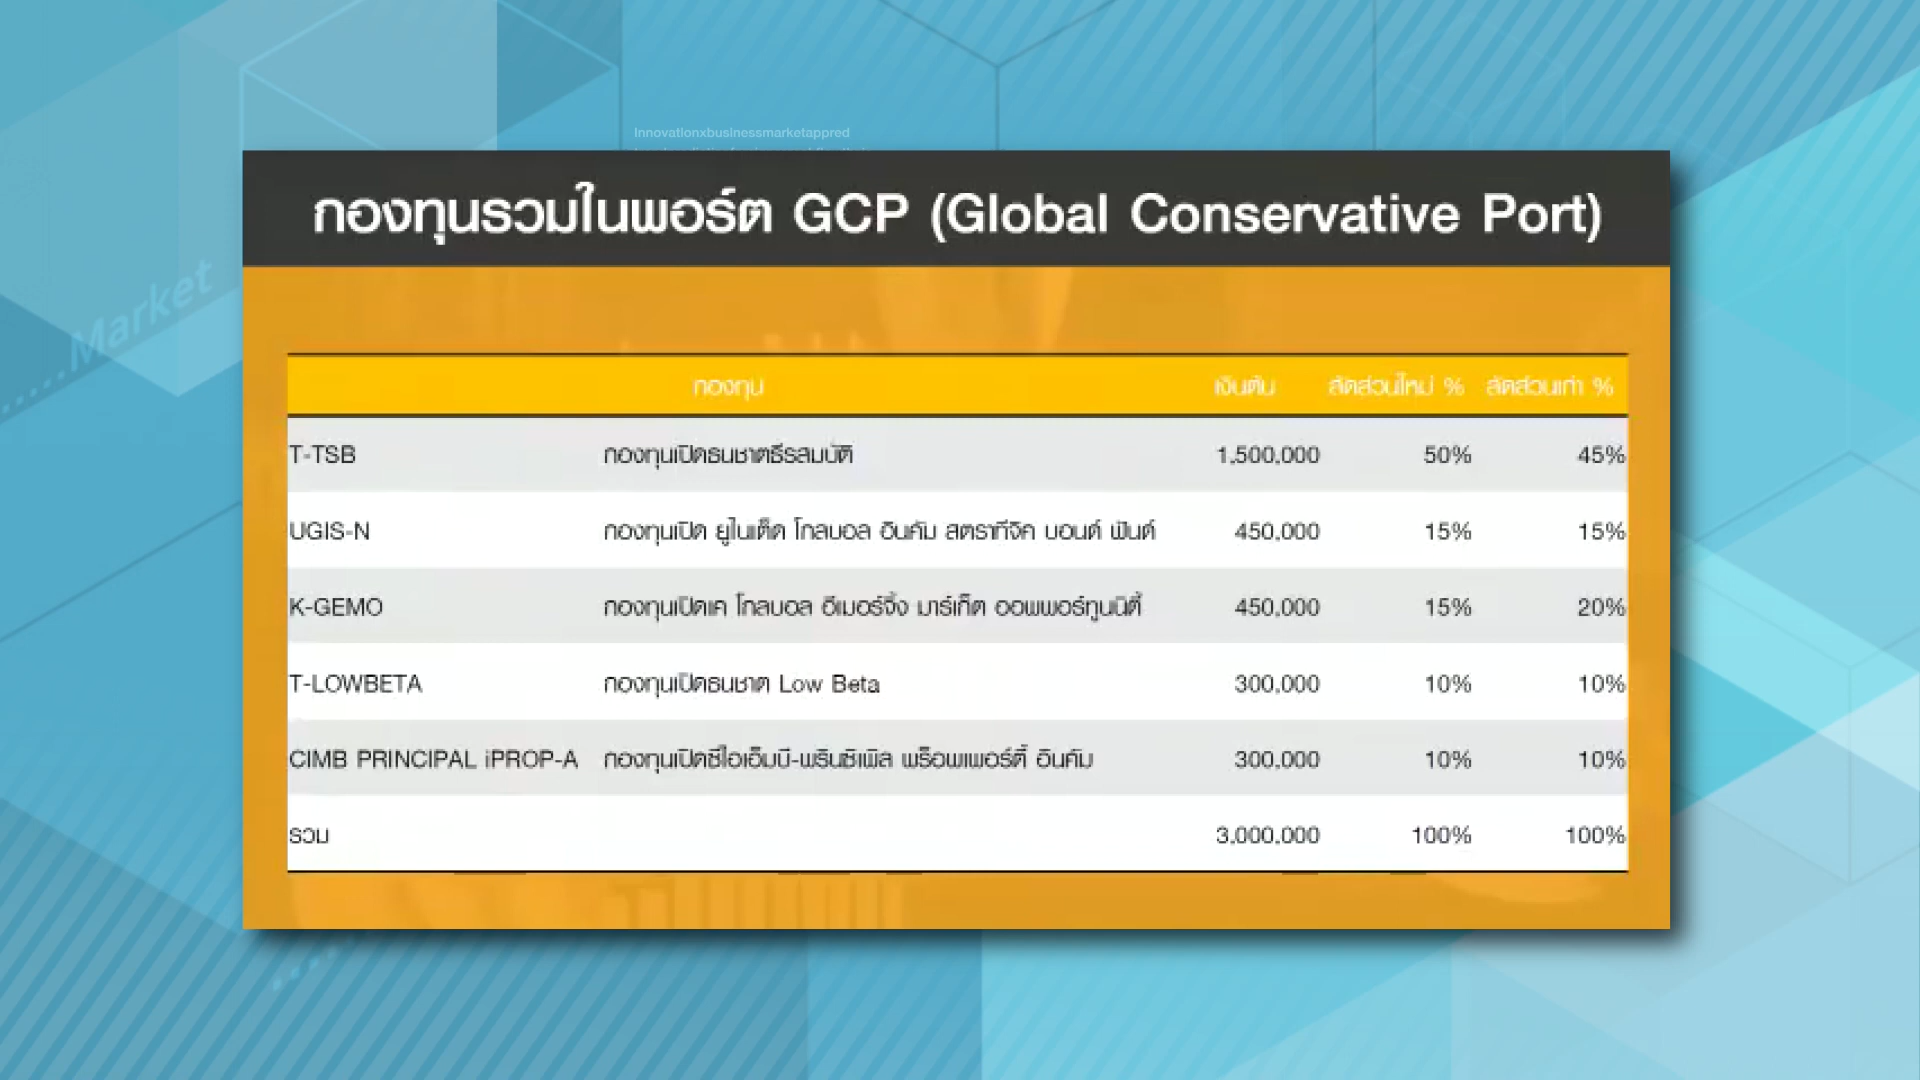 Innovationxbusinessmarketappred
.....Market
กองทุนรวมในพอร์ต GCP (Global Conservative Port)
กองทุน เงินต้น สัดส่วนใหม่ % สัดส่วนเก่า %
T-TSB กองทุนเปิดธนชาตธีรสมบัติ 1,500,000 50% 45%
UGIS-N กองทุนเปิด ยูไนเต็ด โกลบอล อินคัม สตราทีจิค บอนด์ ฟันด์ 450,000 15% 15%
K-GEMO กองทุนเปิดเค โกลบอล อีเมอร์จิ้ง มาร์เก็ต ออพพอร์ทูนนิตี้ 450,000 15% 20%
T-LOWBETA กองทุนเปิดธนชาต Low Beta 300,000 10% 10%
CIMB PRINCIPAL iPROP-A กองทุนเปิดซีไอเอ็มบี-พรินซิเพิล พร็อพเพอร์ตี้ อินคัม 300,000 10% 10%
รวม 3,000,000 100% 100%